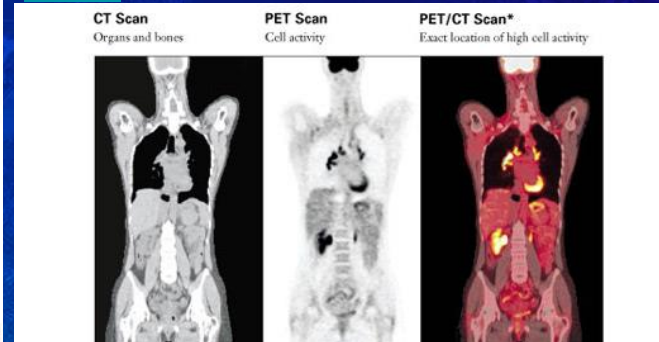 CT Scan
Organs and bones
PET Scan
Cell activity
PET/CT Scan*
Exact location of high cell activity